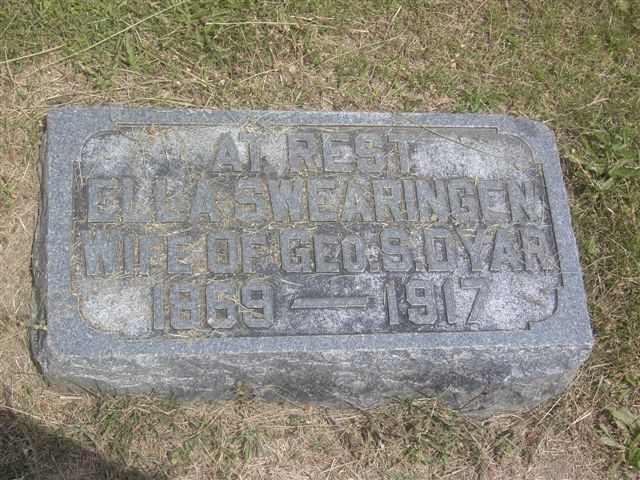 AT REST
ELLA SWEARINGEN
WIFE OF GEO. S. DYAR
1869 — 1917